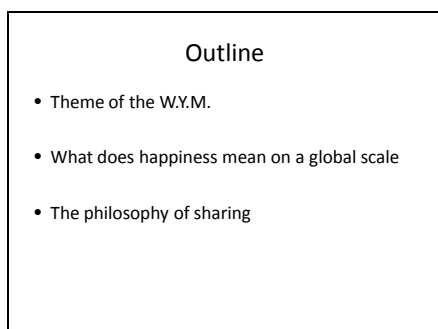 Outline
• Theme of the W.Y.M.
• What does happiness mean on a global scale
• The philosophy of sharing